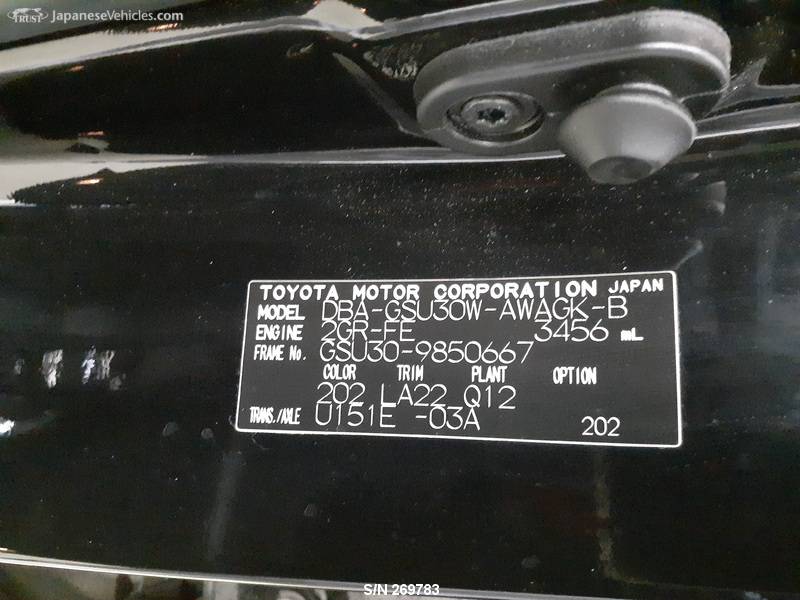 TRUST JapaneseVehicles.com
TOYOTA MOTOR CORPORATION JAPAN
MODEL DBA-GSU30W-AWAGK-B
ENGINE 2GR-FE 3456 mL
FRAME No. GSU30-9850667
COLOR TRIM PLANT OPTION
202 LA22 Q12
TRANS./AXLE U151E -03A 202
S/N 269783